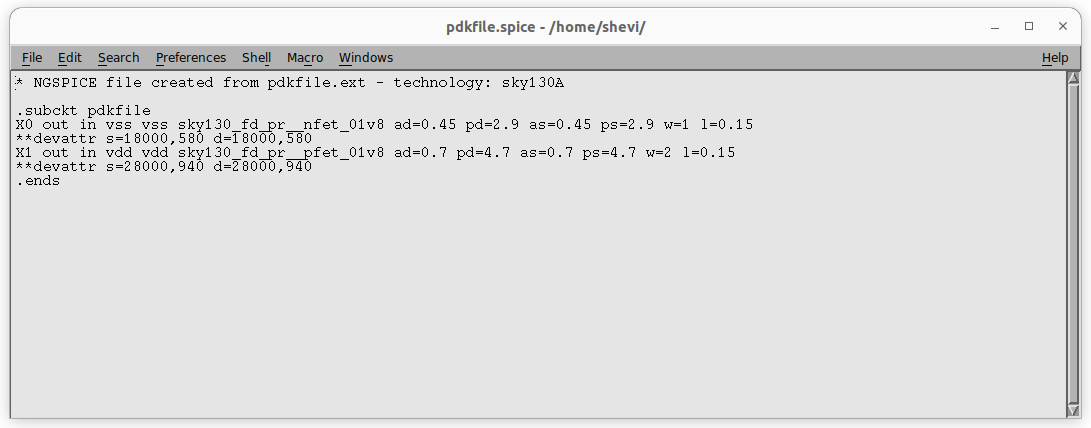 pdkfile.spice - /home/shevi/
File Edit Search Preferences Shell Macro Windows Help
* NGSPICE file created from pdkfile.ext - technology: sky130A
.subckt pdkfile
X0 out in vss vss sky130_fd_pr__nfet_01v8 ad=0.45 pd=2.9 as=0.45 ps=2.9 w=1 l=0.15
**devattr s=18000,580 d=18000,580
X1 out in vdd vdd sky130_fd_pr__pfet_01v8 ad=0.7 pd=4.7 as=0.7 ps=4.7 w=2 l=0.15
**devattr s=28000,940 d=28000,940
.ends